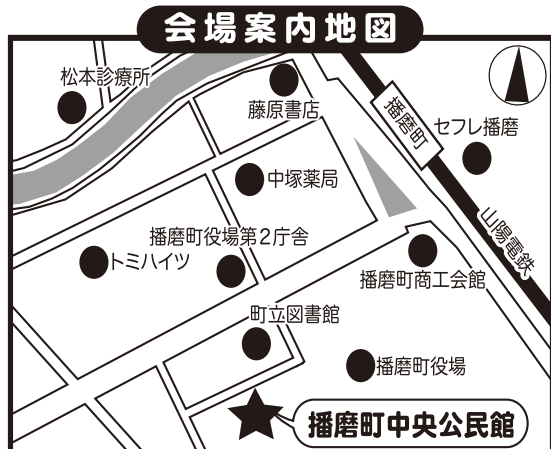 会場案内地図
松本診療所
藤原書店
播磨町
セフレ播磨
中塚薬局
山陽電鉄
播磨町役場第2庁舎
トミハイツ
播磨町商工会館
町立図書館
播磨町役場
播磨町中央公民館